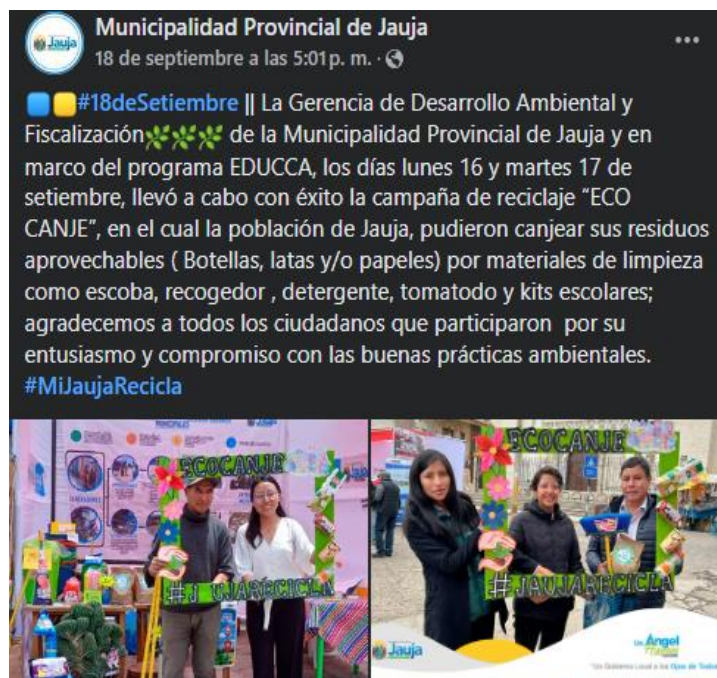 Jauja
Municipalidad Provincial de Jauja
18 de septiembre a las 5:01 p. m. ·
#18deSetiembre || La Gerencia de Desarrollo Ambiental y
Fiscalización de la Municipalidad Provincial de Jauja y en
marco del programa EDUCCA, los días lunes 16 y martes 17 de
setiembre, llevó a cabo con éxito la campaña de reciclaje “ECO
CANJE”, en el cual la población de Jauja, pudieron canjear sus residuos
aprovechables ( Botellas, latas y/o papeles) por materiales de limpieza
como escoba, recogedor , detergente, tomatodo y kits escolares;
agradecemos a todos los ciudadanos que participaron  por su
entusiasmo y compromiso con las buenas prácticas ambientales.
#MiJaujaRecicla
ECOCANJE
#J UJARECICLA
ECOCANJE
#JAUJARECICLA
Jauja
Un Ángel